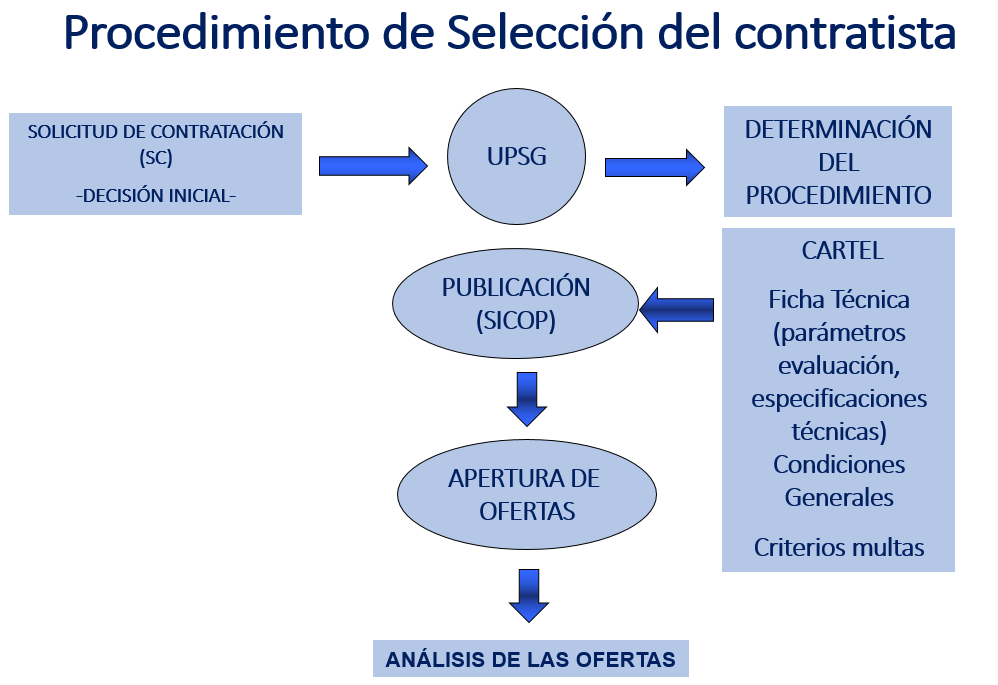 Procedimiento de Selección del contratista
SOLICITUD DE CONTRATACIÓN
(SC)
-DECISIÓN INICIAL-
UPSG
DETERMINACIÓN
DEL
PROCEDIMIENTO
CARTEL
Ficha Técnica
(parámetros
evaluación,
especificaciones
técnicas)
Condiciones
Generales
Criterios multas
PUBLICACIÓN
(SICOP)
APERTURA DE
OFERTAS
ANÁLISIS DE LAS OFERTAS